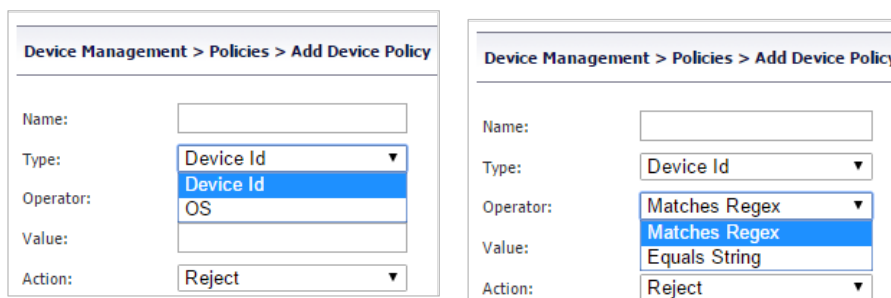 Device Management > Policies > Add Device Policy
Name:
Type: Device Id
Device Id
Operator: OS
Value:
Action: Reject
Device Management > Policies > Add Device Policy
Name:
Type: Device Id
Operator: Matches Regex
Matches Regex
Value: Equals String
Action: Reject